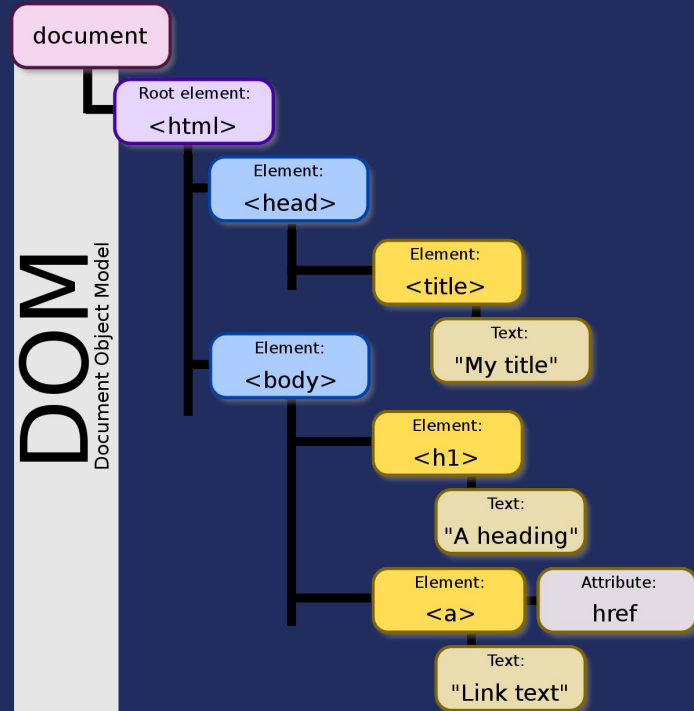 document
Root element:
<html>
Element:
<head>
Element:
<title>
Text:
"My title"
Element:
<body>
Element:
<h1>
Text:
"A heading"
Element:
<a>
Attribute:
href
Text:
"Link text"
DOM
Document Object Model